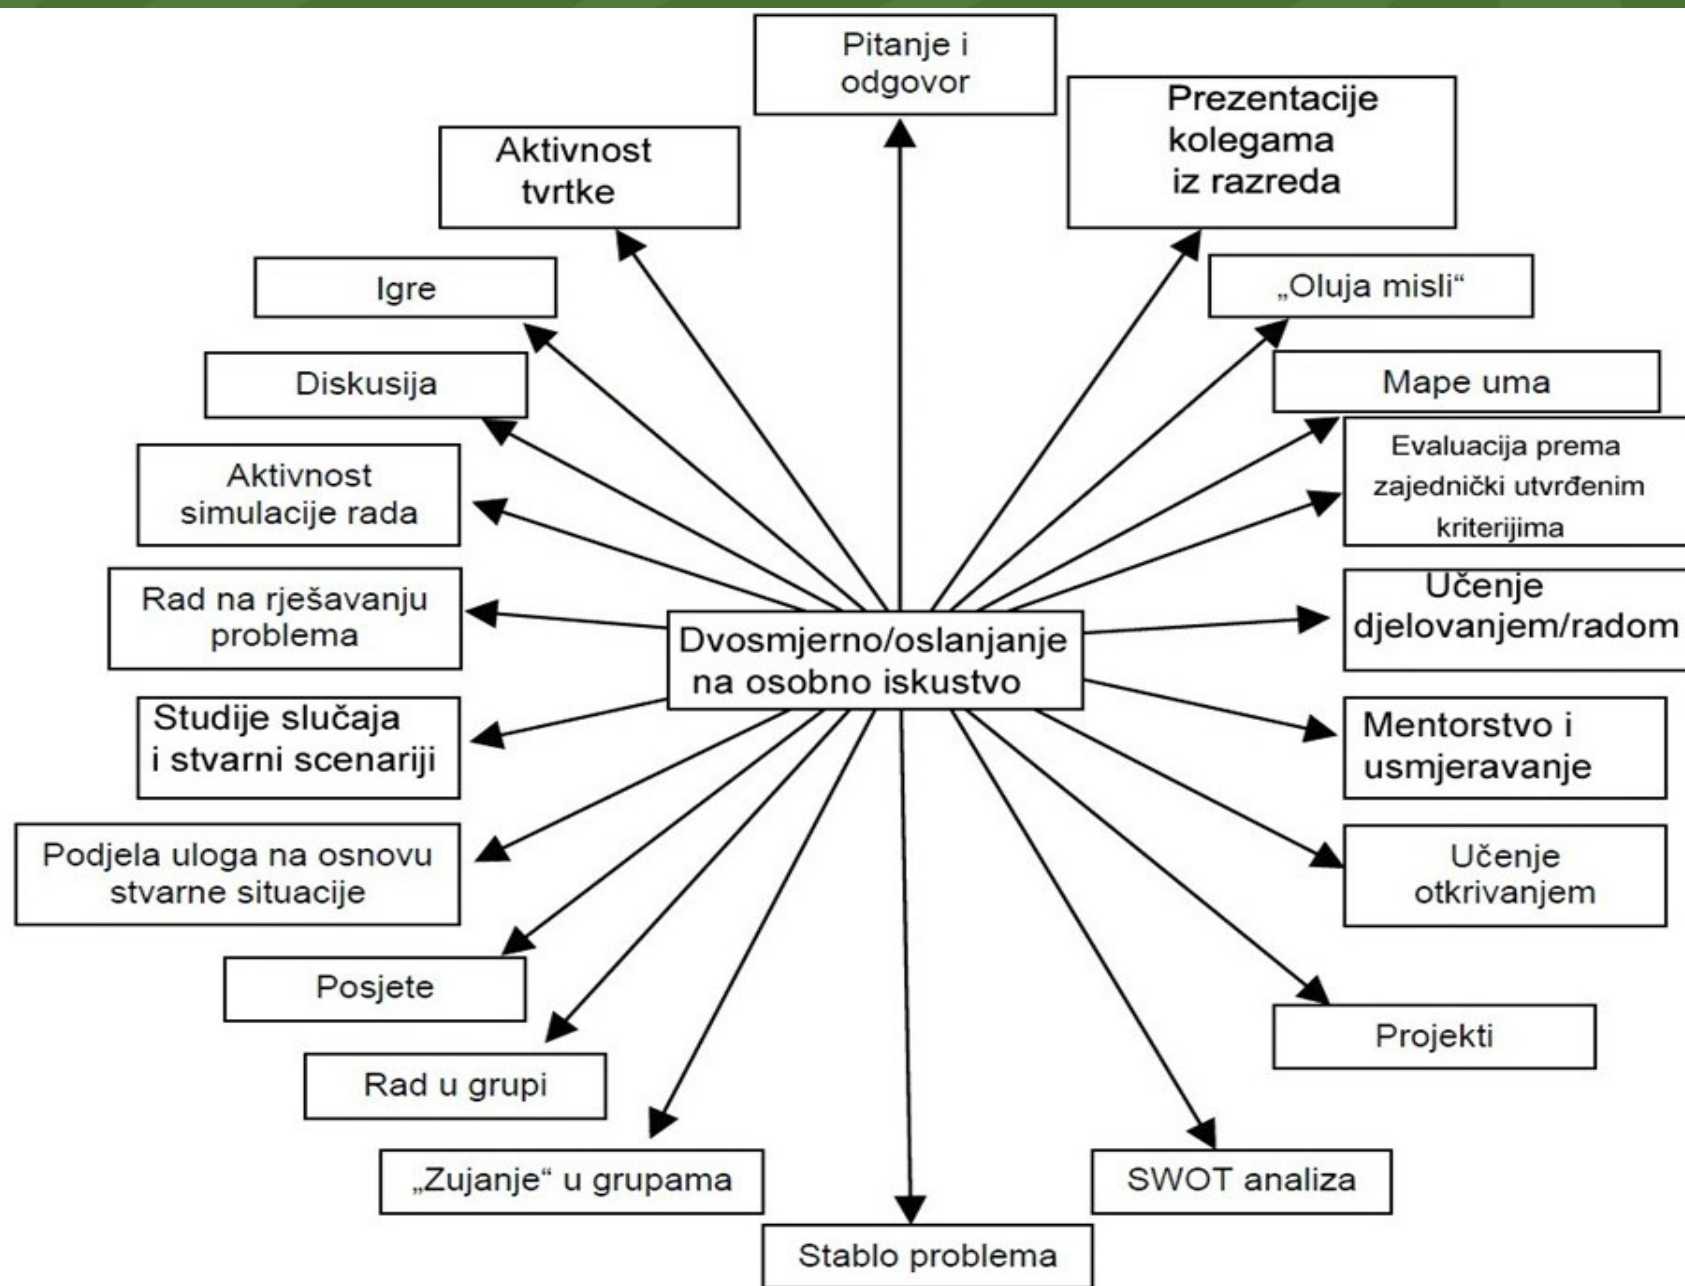 Pitanje i
odgovor
Prezentacije
kolegama
iz razreda
Aktivnost
tvrtke
Igre
„Oluja misli“
Diskusija
Mape uma
Aktivnost
simulacije rada
Evaluacija prema
zajednički utvrđenim
kriterijima
Rad na rješavanju
problema
Učenje
djelovanjem/radom
Dvosmjerno/oslanjanje
na osobno iskustvo
Studije slučaja
i stvarni scenariji
Mentorstvo i
usmjeravanje
Podjela uloga na osnovu
stvarne situacije
Učenje
otkrivanjem
Posjete
Projekti
Rad u grupi
„Zujanje“ u grupama
SWOT analiza
Stablo problema